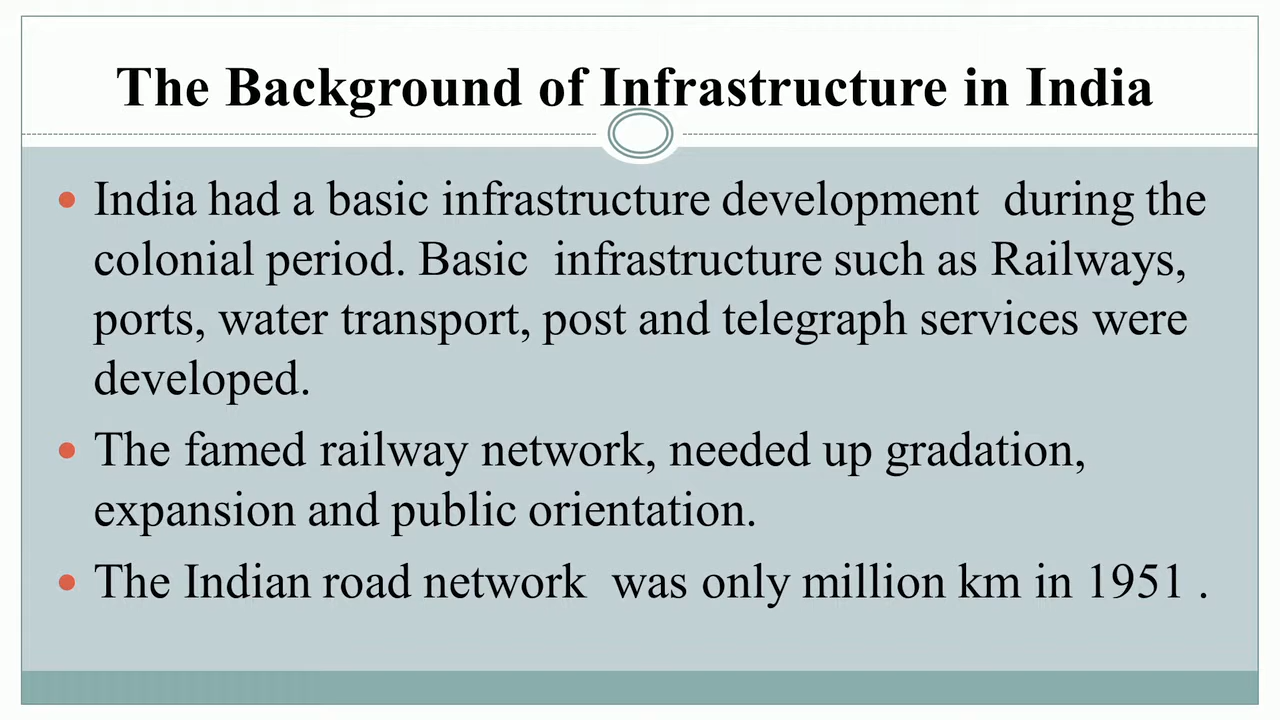 The Background of Infrastructure in India
• India had a basic infrastructure development during the
colonial period. Basic infrastructure such as Railways,
ports, water transport, post and telegraph services were
developed.
• The famed railway network, needed up gradation,
expansion and public orientation.
• The Indian road network was only million km in 1951 .